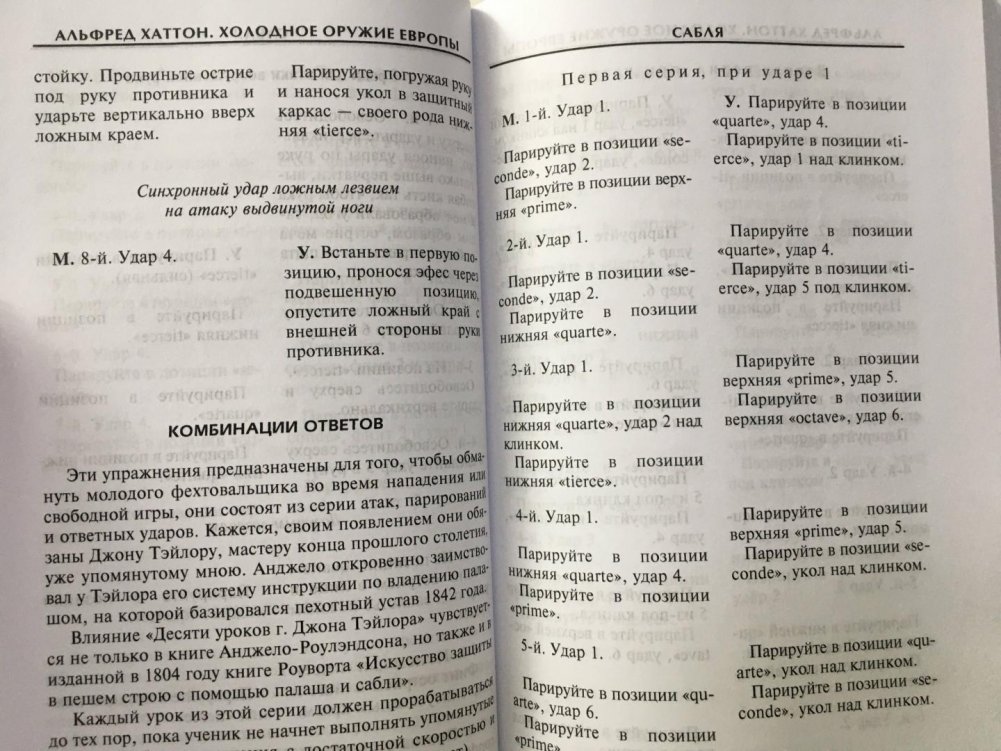 АЛЬФРЕД ХАТТОН. ХОЛОДНОЕ ОРУЖИЕ ЕВРОПЫ
стойку. Продвиньте острие
под руку противника и
ударьте вертикально вверх
ложным краем.
Парируйте, погружая руку
и нанося укол в защитный
каркас — своего рода ниж-
няя «tierce».
Синхронный удар ложным лезвием
на атаку выдвинутой ноги
М. 8-й. Удар 4.
У. Встаньте в первую по-
зицию, пронося эфес через
подвешенную позицию,
опустите ложный край с
внешней стороны руки
противника.
КОМБИНАЦИИ ОТВЕТОВ
Эти упражнения предназначены для того, чтобы обма-
нуть молодого фехтовальщика во время нападения или
свободной игры, они состоят из серии атак, парирований
и ответных ударов. Кажется, своим появлением они обя-
заны Джону Тэйлору, мастеру конца прошлого столетия,
уже упомянутому мною. Анджело откровенно заимство-
вал у Тэйлора его систему инструкции по владению пала-
шом, на которой базировался пехотный устав 1842 года.
Влияние «Десяти уроков г. Джона Тэйлора» чувствует-
ся не только в книге Анджело-Роулэндсона, но также и в
изданной в 1804 году книге Роуворта «Искусство защиты
в пешем строю с помощью палаша и сабли».
Каждый урок из этой серии должен прорабатываться
до тех пор, пока ученик не начнет выполнять упомянутые
с достаточной скоростью и
САБЛЯ
Первая серия, при ударе 1
М. 1-й. Удар 1.
У. Парируйте в позиции
«quarte», удар 4.
Парируйте в позиции «se-
conde», удар 2.
Парируйте в позиции «ti-
erce», удар 1 над клинком.
Парируйте в позиции верх-
няя «prime».
2-й. Удар 1.
Парируйте в позиции
«quarte», удар 4.
Парируйте в позиции «se-
conde», удар 2.
Парируйте в позиции «ti-
erce», удар 5 под клинком.
Парируйте в позиции
нижняя «quarte».
3-й. Удар 1.
Парируйте в позиции
верхняя «prime», удар 5.
Парируйте в позиции
нижняя «quarte», удар 2 над
клинком.
Парируйте в позиции
верхняя «octave», удар 6.
Парируйте в позиции
нижняя «tierce».
4-й. Удар 1.
Парируйте в позиции
верхняя «prime», удар 5.
Парируйте в позиции
нижняя «quarte», удар 4.
Парируйте в позиции «se-
conde», укол над клинком.
Парируйте в позиции
«prime».
5-й. Удар 1.
Парируйте в позиции «qu-
arte», укол над клинком.
Парируйте в позиции «qu-
arte», удар 6.
Парируйте в позиции «se-
conde», укол над клинком.
Парируйте в позиции
«prime».